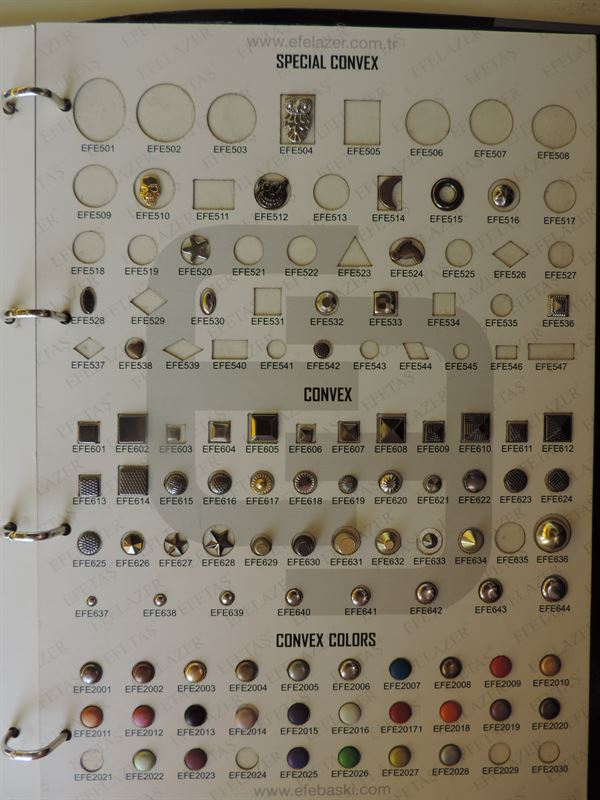 www.efelazer.com.tr
SPECIAL CONVEX
EFE501 EFE502 EFE503 EFE504 EFE505 EFE506 EFE507 EFE508
EFE509 EFE510 EFE511 EFE512 EFE513 EFE514 EFE515 EFE516 EFE517
EFE518 EFE519 EFE520 EFE521 EFE522 EFE523 EFE524 EFE525 EFE526 EFE527
EFE528 EFE529 EFE530 EFE531 EFE532 EFE533 EFE534 EFE535 EFE536
EFE537 EFE538 EFE539 EFE540 EFE541 EFE542 EFE543 EFE544 EFE545 EFE546 EFE547
CONVEX
EFE601 EFE602 EFE603 EFE604 EFE605 EFE606 EFE607 EFE608 EFE609 EFE610 EFE611 EFE612
EFE613 EFE614 EFE615 EFE616 EFE617 EFE618 EFE619 EFE620 EFE621 EFE622 EFE623 EFE624
EFE625 EFE626 EFE627 EFE628 EFE629 EFE630 EFE631 EFE632 EFE633 EFE634 EFE635 EFE636
EFE637 EFE638 EFE639 EFE640 EFE641 EFE642 EFE643 EFE644
CONVEX COLORS
EFE2001 EFE2002 EFE2003 EFE2004 EFE2005 EFE2006 EFE2007 EFE2008 EFE2009 EFE2010
EFE2011 EFE2012 EFE2013 EFE2014 EFE2015 EFE2016 EFE20171 EFE2018 EFE2019 EFE2020
EFE2021 EFE2022 EFE2023 EFE2024 EFE2025 EFE2026 EFE2027 EFE2028 EFE2029 EFE2030
www.efebaski.com